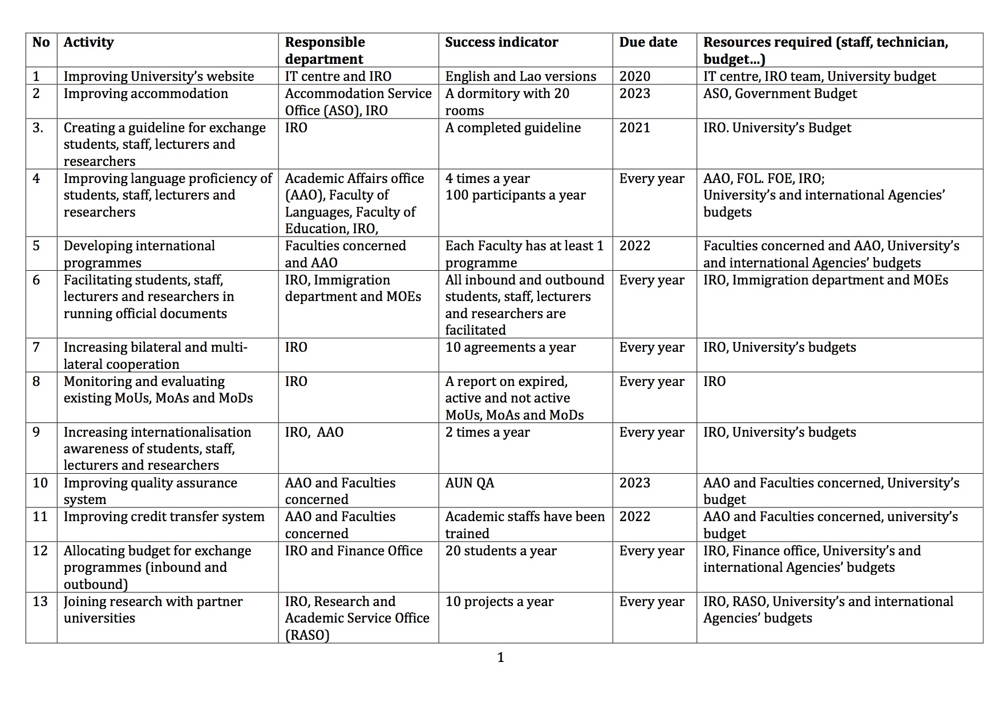 No Activity Responsible department Success indicator Due date Resources required (staff, technician, budget…)
1 Improving University’s website IT centre and IRO English and Lao versions 2020 IT centre, IRO team, University budget
2 Improving accommodation Accommodation Service Office (ASO), IRO A dormitory with 20 rooms 2023 ASO, Government Budget
3. Creating a guideline for exchange students, staff, lecturers and researchers IRO A completed guideline 2021 IRO. University’s Budget
4 Improving language proficiency of students, staff, lecturers and researchers Academic Affairs office (AAO), Faculty of Languages, Faculty of Education, IRO, 4 times a year 100 participants a year Every year AAO, FOL. FOE, IRO; University’s and international Agencies’ budgets
5 Developing international programmes Faculties concerned and AAO Each Faculty has at least 1 programme 2022 Faculties concerned and AAO, University’s and international Agencies’ budgets
6 Facilitating students, staff, lecturers and researchers in running official documents IRO, Immigration department and MOEs All inbound and outbound students, staff, lecturers and researchers are facilitated Every year IRO, Immigration department and MOEs
7 Increasing bilateral and multi-lateral cooperation IRO 10 agreements a year Every year IRO, University’s budgets
8 Monitoring and evaluating existing MoUs, MoAs and MoDs IRO A report on expired, active and not active MoUs, MoAs and MoDs Every year IRO
9 Increasing internationalisation awareness of students, staff, lecturers and researchers IRO, AAO 2 times a year Every year IRO, University’s budgets
10 Improving quality assurance system AAO and Faculties concerned AUN QA 2023 AAO and Faculties concerned, University’s budget
11 Improving credit transfer system AAO and Faculties concerned Academic staffs have been trained 2022 AAO and Faculties concerned, university’s budget
12 Allocating budget for exchange programmes (inbound and outbound) IRO and Finance Office 20 students a year Every year IRO, Finance office, University’s and international Agencies’ budgets
13 Joining research with partner universities IRO, Research and Academic Service Office (RASO) 10 projects a year Every year IRO, RASO, University’s and international Agencies’ budgets
1